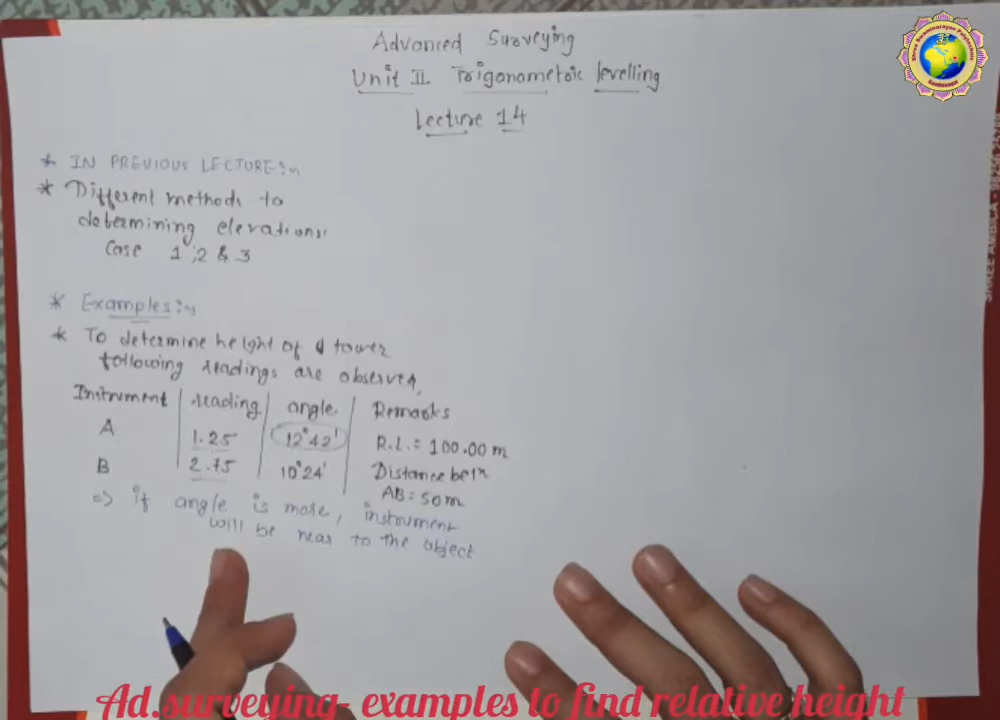 Advanced Surveying
Unit II Trigonometric levelling
Lecture 14
* IN PREVIOUS LECTURE:-
* Different methods to
determining elevations:
Case 1,2 & 3
* Examples:-
* To determine height of a tower
following readings are observed,
Instrument reading angle Remarks
A 1.25 12°42' R.L.= 100.00 m
B 2.75 10°24' Distance betn
AB = 50m
=> if angle is more, instrument
will be near to the object
Ad.surveying- examples to find relative height